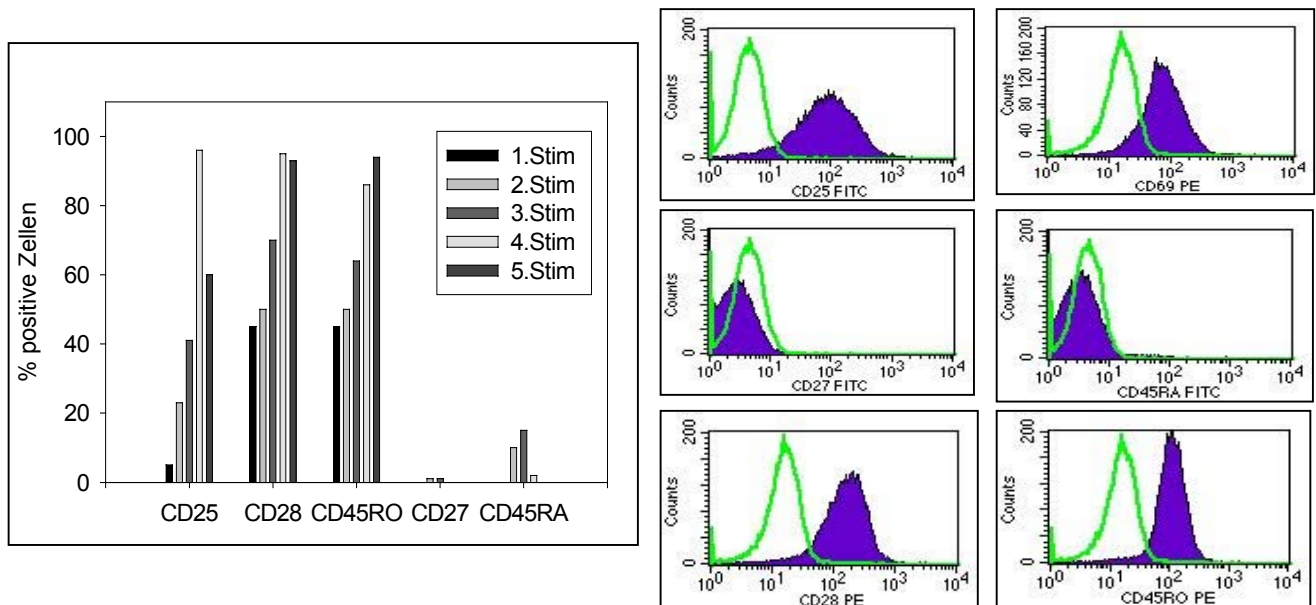 % positive Zellen
100
80
60
40
20
0
CD25 CD28 CD45RO CD27 CD45RA
1.Stim
2.Stim
3.Stim
4.Stim
5.Stim
Counts
200
0
10^0 10^1 10^2 10^3 10^4
CD25 FITC
Counts
200
160
120
80
40
0
10^0 10^1 10^2 10^3 10^4
CD69 PE
Counts
200
0
10^0 10^1 10^2 10^3 10^4
CD27 FITC
Counts
200
0
10^0 10^1 10^2 10^3 10^4
CD45RA FITC
Counts
200
0
10^0 10^1 10^2 10^3 10^4
CD28 PE
Counts
200
0
10^0 10^1 10^2 10^3 10^4
CD45RO PE